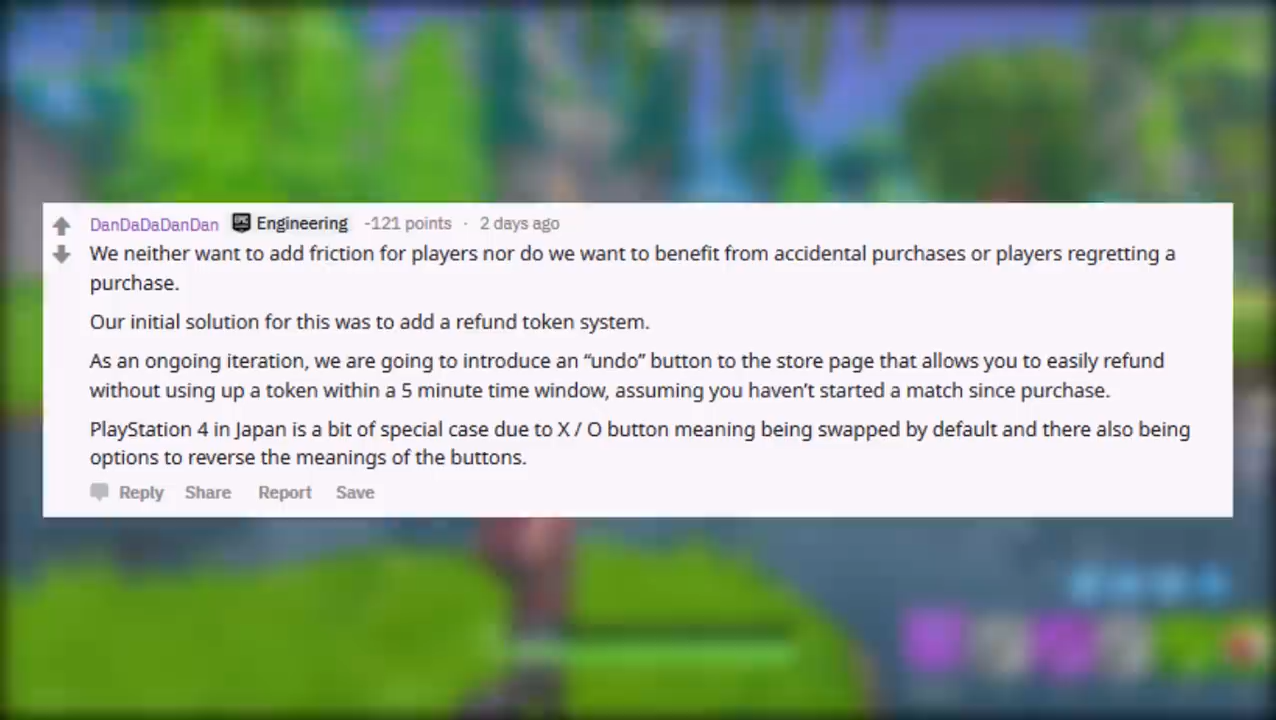 DanDaDaDanDan EPIC Engineering -121 points · 2 days ago
We neither want to add friction for players nor do we want to benefit from accidental purchases or players regretting a
purchase.
Our initial solution for this was to add a refund token system.
As an ongoing iteration, we are going to introduce an “undo” button to the store page that allows you to easily refund
without using up a token within a 5 minute time window, assuming you haven’t started a match since purchase.
PlayStation 4 in Japan is a bit of special case due to X / O button meaning being swapped by default and there also being
options to reverse the meanings of the buttons.
Reply Share Report Save